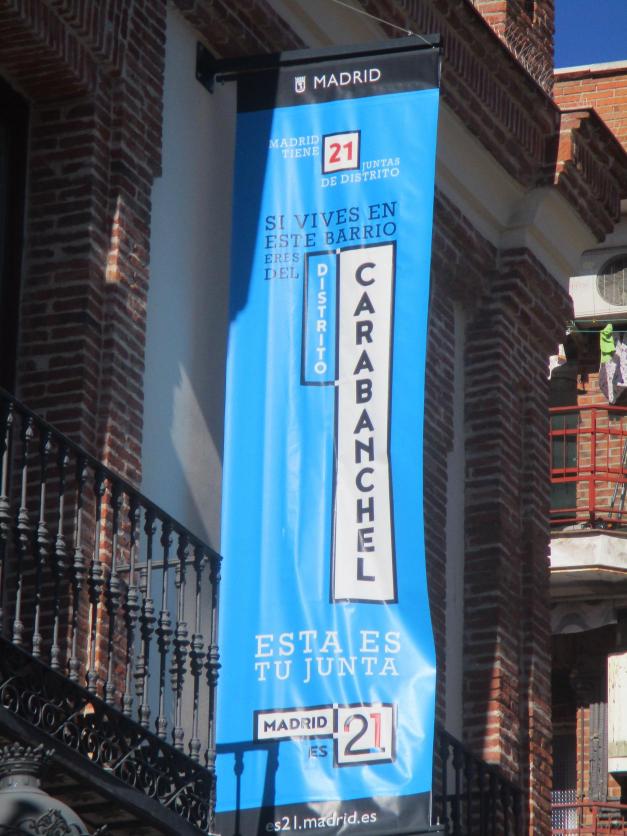 MADRID
MADRID
TIENE 21 JUNTAS
DE DISTRITO
SI VIVES EN
ESTE BARRIO
ERES
DEL
DISTRITO
CARABANCHEL
ESTA ES
TU JUNTA
MADRID
ES 21
es21.madrid.es